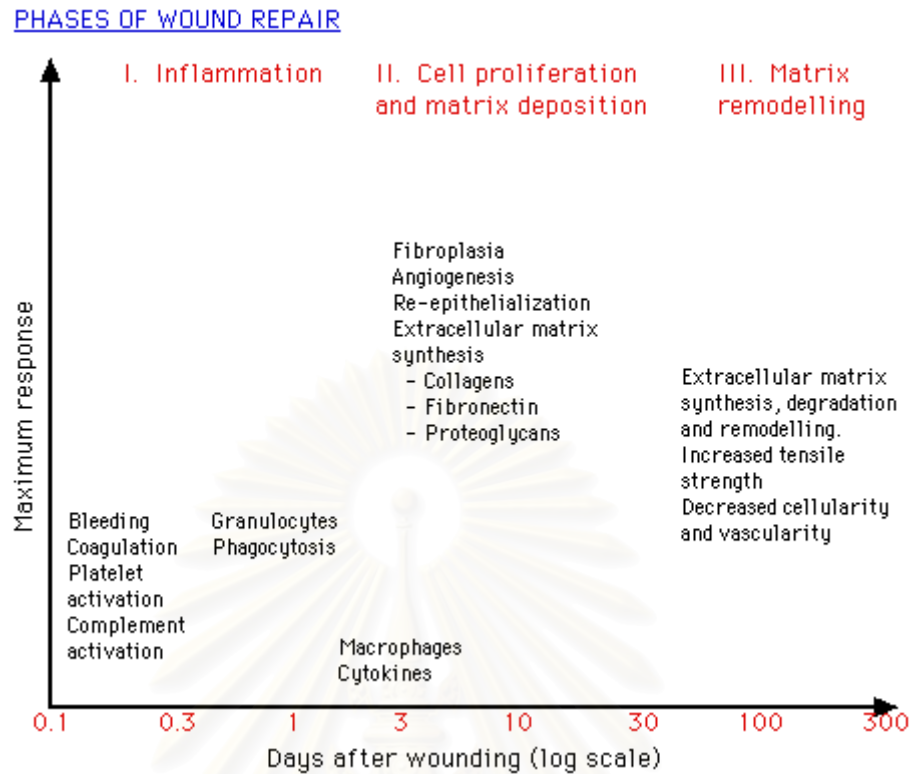 PHASES OF WOUND REPAIR
I. Inflammation
II. Cell proliferation
and matrix deposition
III. Matrix
remodelling
Maximum response
Fibroplasia
Angiogenesis
Re-epithelialization
Extracellular matrix
synthesis
- Collagens
- Fibronectin
- Proteoglycans
Extracellular matrix
synthesis, degradation
and remodelling.
Increased tensile
strength
Decreased cellularity
and vascularity
Bleeding
Coagulation
Platelet
activation
Complement
activation
Granulocytes
Phagocytosis
Macrophages
Cytokines
0.1 0.3 1 3 10 30 100 300
Days after wounding (log scale)